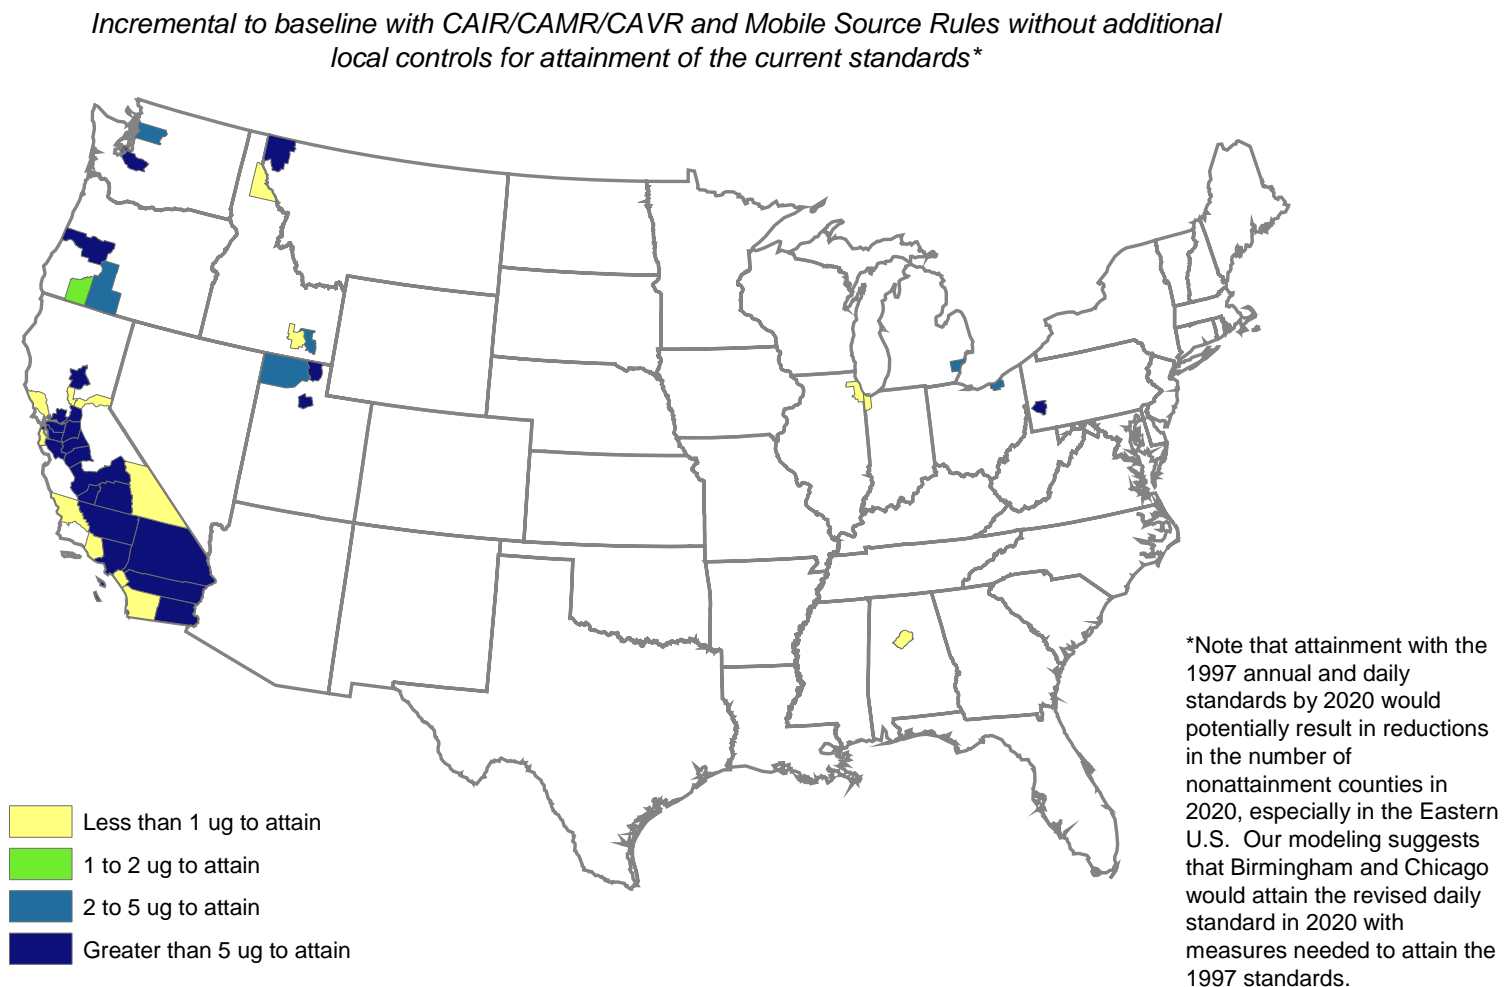 Incremental to baseline with CAIR/CAMR/CAVR and Mobile Source Rules without additional
local controls for attainment of the current standards*
*Note that attainment with the
1997 annual and daily
standards by 2020 would
potentially result in reductions
in the number of
nonattainment counties in
2020, especially in the Eastern
U.S.  Our modeling suggests
that Birmingham and Chicago
would attain the revised daily
standard in 2020 with
measures needed to attain the
1997 standards.
Less than 1 ug to attain
1 to 2 ug to attain
2 to 5 ug to attain
Greater than 5 ug to attain